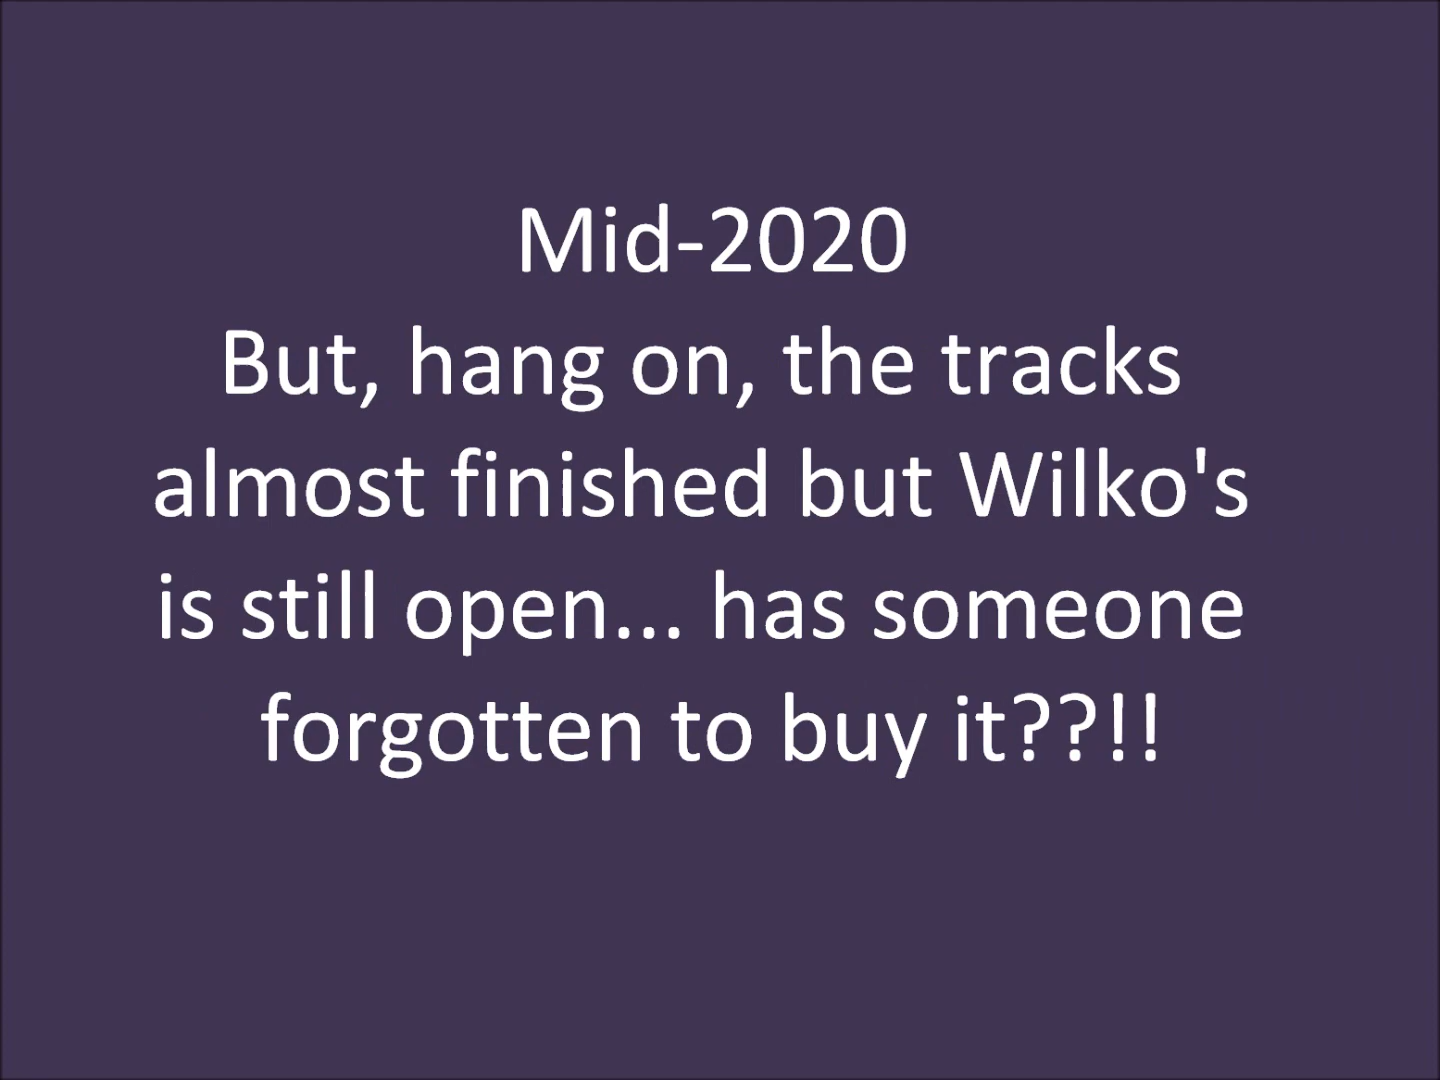 Mid-2020
But, hang on, the tracks
almost finished but Wilko's
is still open... has someone
forgotten to buy it??!!